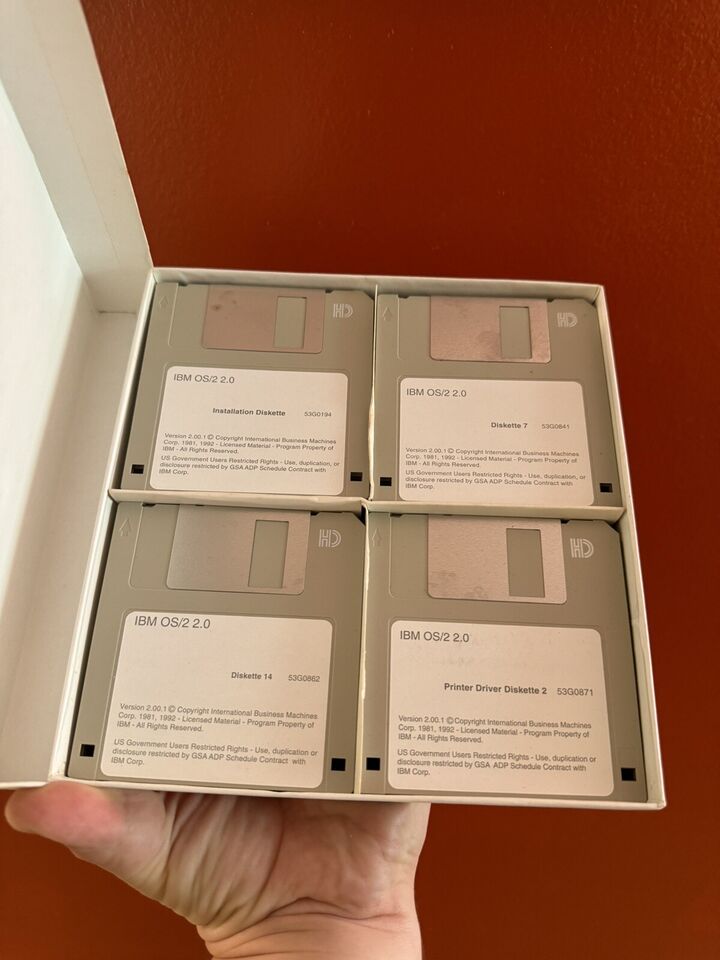 HD
IBM OS/2 2.0
Installation Diskette 53G0194
Version 2.00.1 © Copyright International Business Machines
Corp. 1981, 1992 - Licensed Material - Program Property of
IBM - All Rights Reserved.
US Government Users Restricted Rights - Use, duplication, or
disclosure restricted by GSA ADP Schedule Contract with
IBM Corp.
HD
IBM OS/2 2.0
Diskette 7 53G0841
Version 2.00.1 © Copyright International Business Machines
Corp. 1981, 1992 - Licensed Material - Program Property of
IBM - All Rights Reserved.
US Government Users Restricted Rights - Use, duplication, or
disclosure restricted by GSA ADP Schedule Contract with
IBM Corp.
HD
IBM OS/2 2.0
Diskette 14 53G0862
Version 2.00.1 © Copyright International Business Machines
Corp. 1981, 1992 - Licensed Material - Program Property of
IBM - All Rights Reserved.
US Government Users Restricted Rights - Use, duplication or
disclosure restricted by GSA ADP Schedule Contract with
IBM Corp.
HD
IBM OS/2 2.0
Printer Driver Diskette 2 53G0871
Version 2.00.1 © Copyright International Business Machines
Corp. 1981, 1992 - Licensed Material - Program Property of
IBM - All Rights Reserved.
US Government Users Restricted Rights - Use, duplication or
disclosure restricted by GSA ADP Schedule Contract with
IBM Corp.